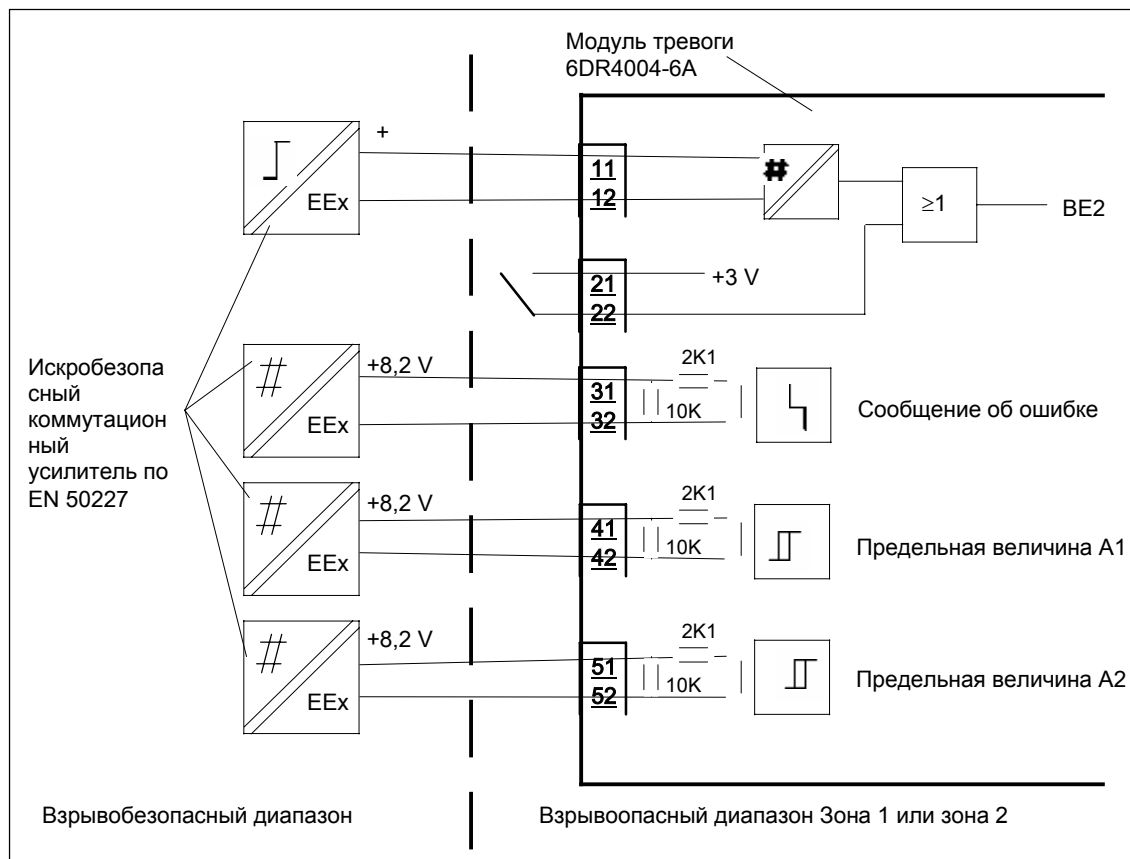 Модуль тревоги
6DR4004-6A
+
EEx
11
12
#
≥1
BE2
21
22
+3 V
Искробезопа
сный
коммутацион
ный
усилитель по
EN 50227
#
+8,2 V
EEx
31
32
2K1
10K
Сообщение об ошибке
#
+8,2 V
EEx
41
42
2K1
10K
Предельная величина A1
#
+8,2 V
EEx
51
52
2K1
10K
Предельная величина A2
Взрывобезопасный диапазон
Взрывоопасный диапазон Зона 1 или зона 2